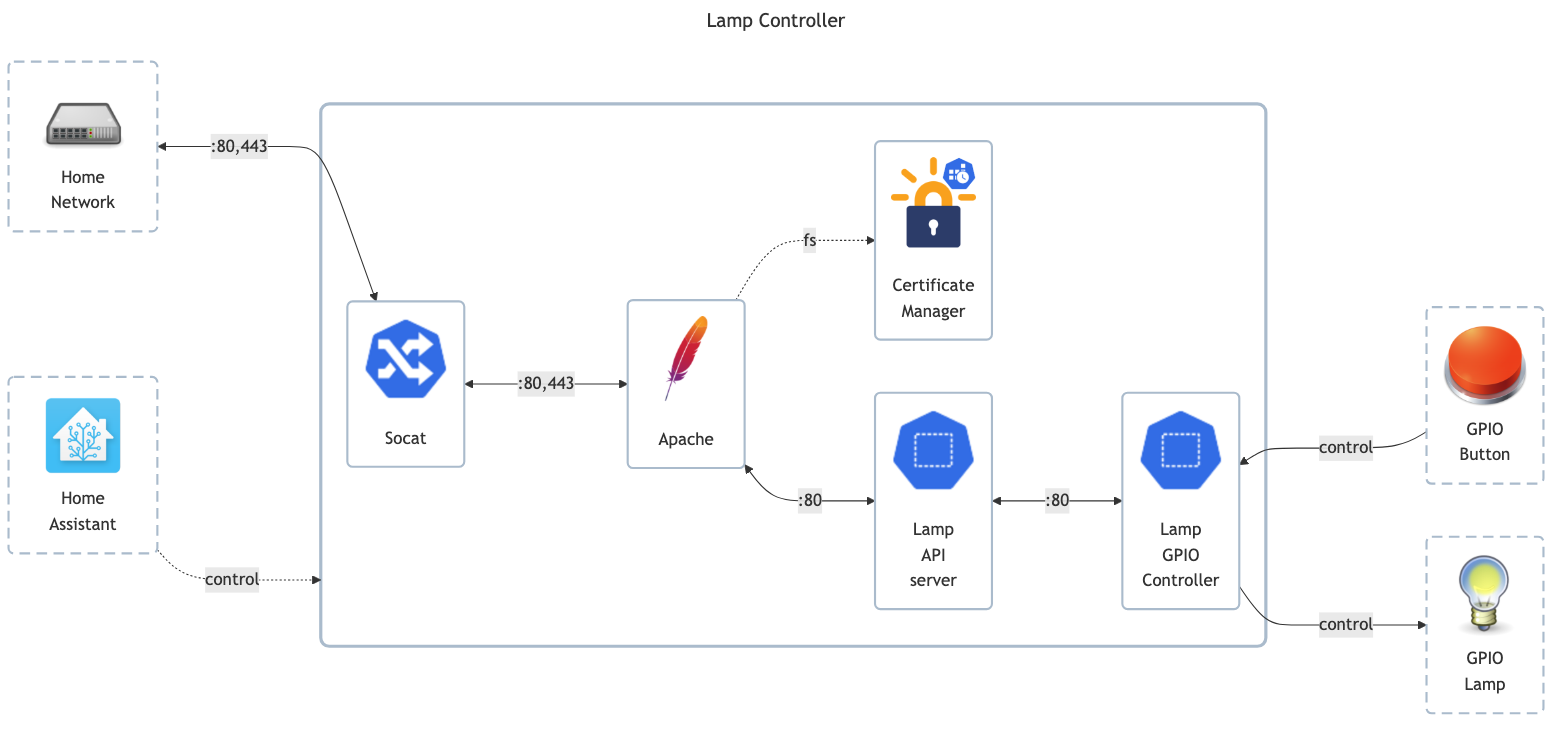 Lamp Controller
Home
Network
:80,443
Certificate
Manager
fs
Socat
:80,443
Apache
Home
Assistant
control
:80
Lamp
API
server
:80
Lamp
GPIO
Controller
control
GPIO
Button
control
GPIO
Lamp